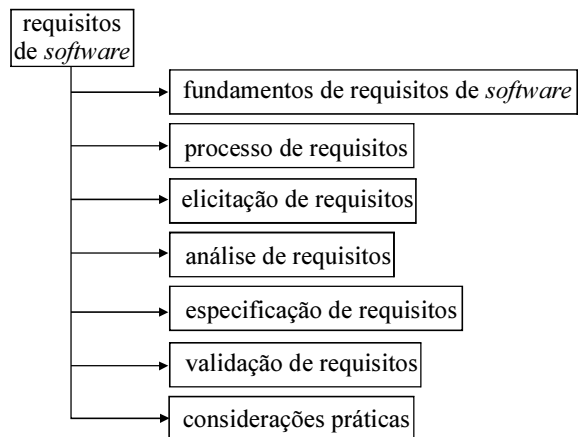 requisitos
de software
fundamentos de requisitos de software
processo de requisitos
elicitação de requisitos
análise de requisitos
especificação de requisitos
validação de requisitos
considerações práticas